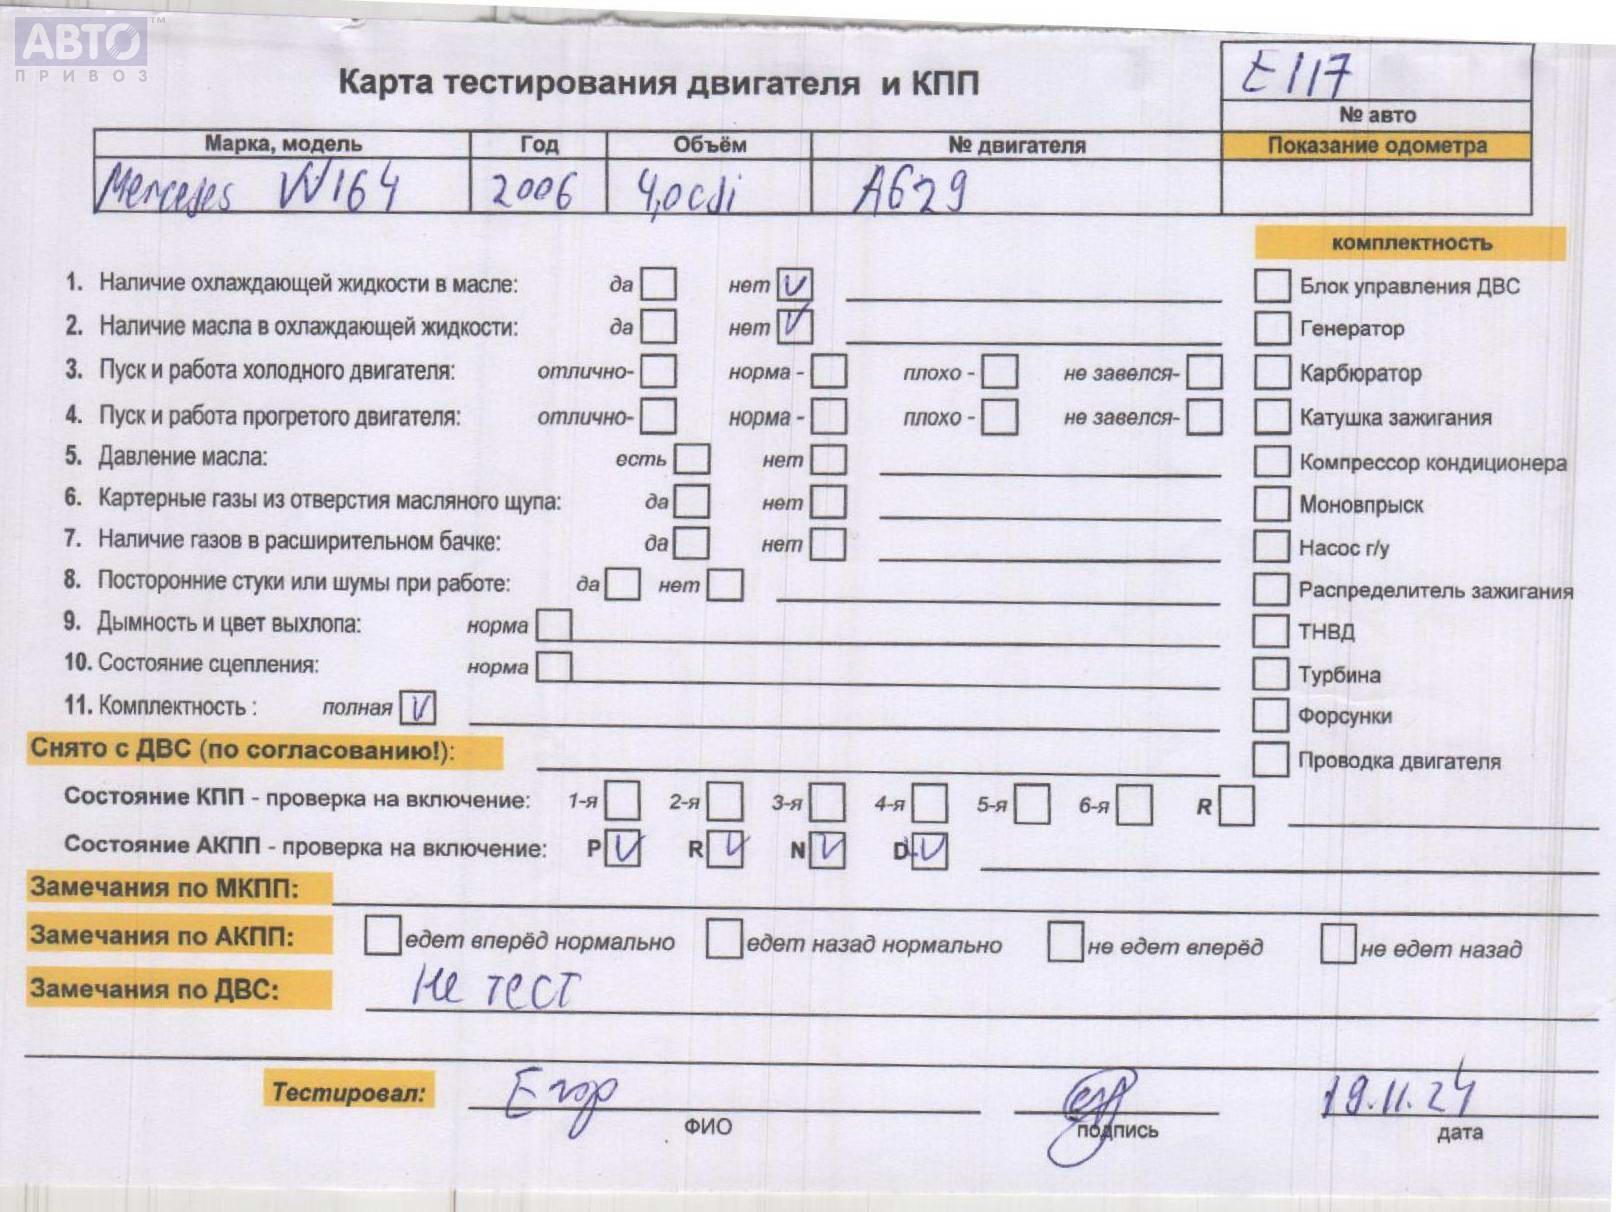 АВТО™
ПРИВОЗ
Карта тестирования двигателя и КПП
E117
№ авто
Марка, модель Год Объём № двигателя Показание одометра
Mercedes W164 2006 4,0cdi A629
комплектность
1. Наличие охлаждающей жидкости в масле: да нет V Блок управления ДВС
2. Наличие масла в охлаждающей жидкости: да нет V Генератор
3. Пуск и работа холодного двигателя: отлично- норма - плохо - не завелся- Карбюратор
4. Пуск и работа прогретого двигателя: отлично- норма - плохо - не завелся- Катушка зажигания
5. Давление масла: есть нет Компрессор кондиционера
6. Картерные газы из отверстия масляного щупа: да нет Моновпрыск
7. Наличие газов в расширительном бачке: да нет Насос г/у
8. Посторонние стуки или шумы при работе: да нет Распределитель зажигания
9. Дымность и цвет выхлопа: норма ТНВД
10. Состояние сцепления: норма Турбина
11. Комплектность : полная V Форсунки
Снято с ДВС (по согласованию!): Проводка двигателя
Состояние КПП - проверка на включение: 1-я 2-я 3-я 4-я 5-я 6-я R
Состояние АКПП - проверка на включение: P V R V N V D V
Замечания по МКПП:
Замечания по АКПП: едет вперёд нормально едет назад нормально не едет вперёд не едет назад
Замечания по ДВС: Не тест
Тестировал: Егор 19.11.24
ФИО подпись дата